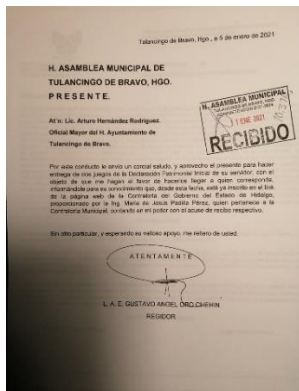 Tulancingo de Bravo, Hgo., a 5 de enero de 2021
H. ASAMBLEA MUNICIPAL DE
TULANCINGO DE BRAVO, HGO.
P R E S E N T E.
H. ASAMBLEA MUNICIPAL
ENE 2021
RECIBIDO
At'n: Lic. Arturo Hernández Rodríguez
Oficial Mayor del H. Ayuntamiento de
Tulancingo de Bravo.
Por este conducto le envío un cordial saludo, y aprovecho el presente para hacer
entrega de dos juegos de la Declaración Patrimonial Inicial de su servidor, con el
objeto de que me hagan el favor de hacerlos llegar a quien corresponda,
informándole para su conocimiento que, desde esta fecha, está ya inscrito en el link
de la página web de la Contraloría del Gobierno del Estado de Hidalgo,
proporcionado por la Ing. María de Jesús Padilla Pérez, quien pertenece a la
Contraloría Municipal, contando en mi poder con el acuse de recibo respectivo.
Sin otro particular, y esperando su valioso apoyo, me retiro de usted.
A T E N T A M E N T E
L. A. E. GUSTAVO ANGEL ORO CHEHIN
REGIDOR